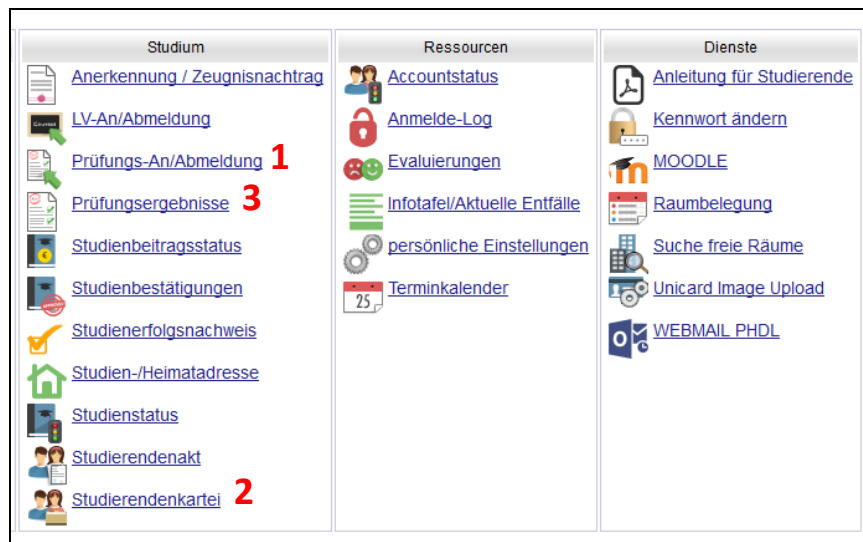 Studium
Anerkennung / Zeugnisnachtrag
LV-An/Abmeldung
Prüfungs-An/Abmeldung 1
Prüfungsergebnisse 3
Studienbeitragsstatus
Studienbestätigungen
Studienerfolgsnachweis
Studien-/Heimatadresse
Studienstatus
Studierendenakt
Studierendenkartei 2
Ressourcen
Accountstatus
Anmelde-Log
Evaluierungen
Infotafel/Aktuelle Entfälle
persönliche Einstellungen
25
Terminkalender
Dienste
Anleitung für Studierende
Kennwort ändern
MOODLE
Raumbelegung
Suche freie Räume
Unicard Image Upload
WEBMAIL PHDL